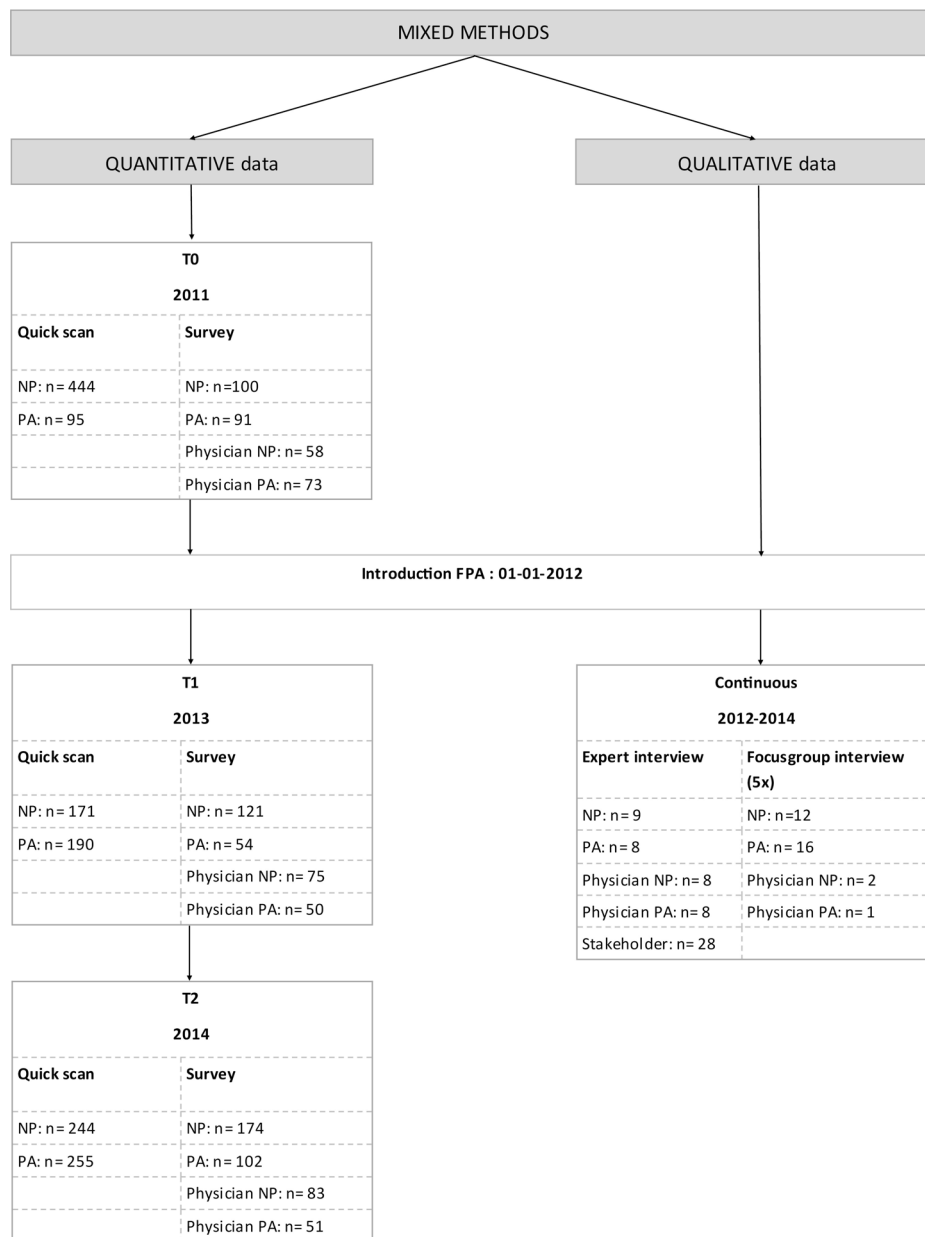 MIXED METHODS
QUANTITATIVE data
QUALITATIVE data
T0
2011
Quick scan
Survey
NP: n= 444
NP: n=100
PA: n= 95
PA: n= 91
Physician NP: n= 58
Physician PA: n= 73
Introduction FPA : 01-01-2012
T1
2013
Quick scan
Survey
NP: n= 171
NP: n= 121
PA: n= 190
PA: n= 54
Physician NP: n= 75
Physician PA: n= 50
Continuous
2012-2014
Expert interview
Focusgroup interview
(5x)
NP: n= 9
NP: n=12
PA: n= 8
PA: n= 16
Physician NP: n= 8
Physician NP: n= 2
Physician PA: n= 8
Physician PA: n= 1
Stakeholder: n= 28
T2
2014
Quick scan
Survey
NP: n= 244
NP: n= 174
PA: n= 255
PA: n= 102
Physician NP: n= 83
Physician PA: n= 51